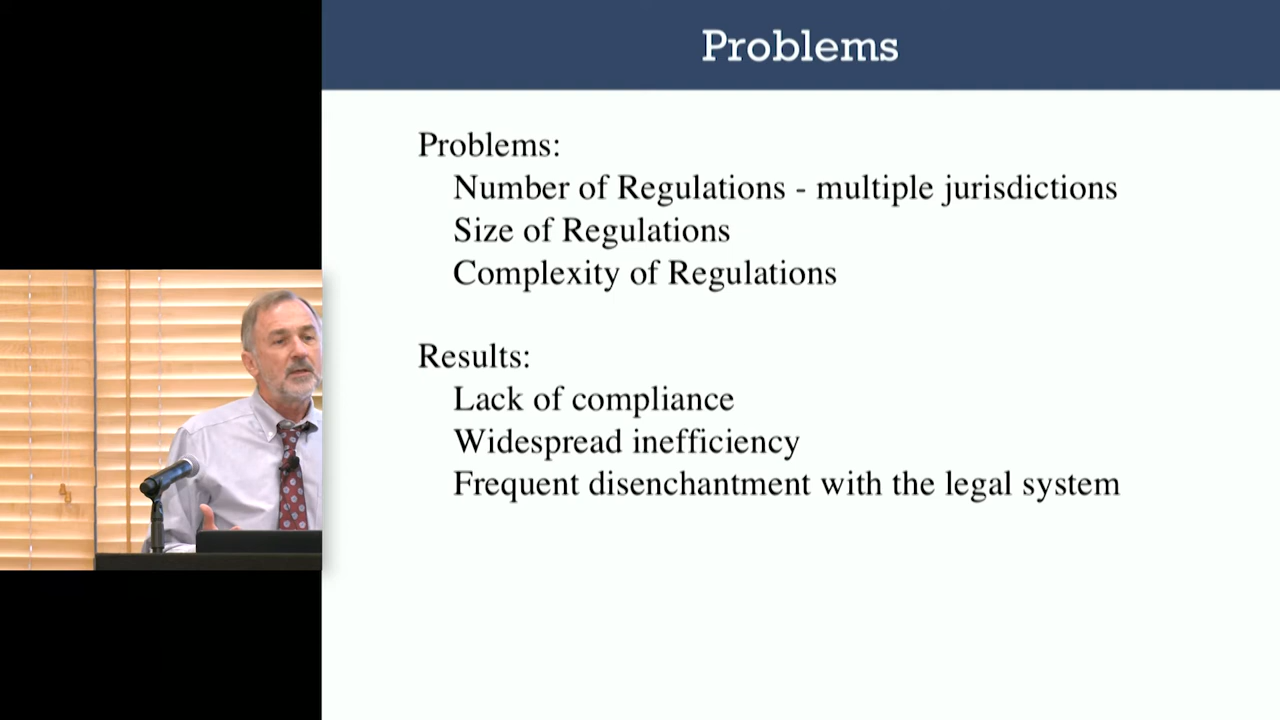 Problems
Problems:
Number of Regulations - multiple jurisdictions
Size of Regulations
Complexity of Regulations
Results:
Lack of compliance
Widespread inefficiency
Frequent disenchantment with the legal system